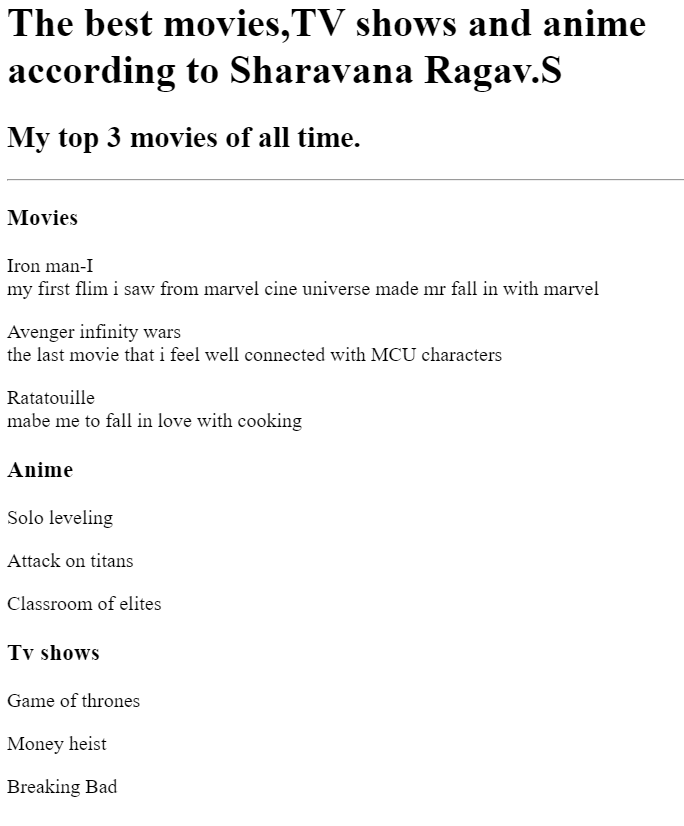 The best movies,TV shows and anime
according to Sharavana Ragav.S
My top 3 movies of all time.
Movies
Iron man-I
my first flim i saw from marvel cine universe made mr fall in with marvel
Avenger infinity wars
the last movie that i feel well connected with MCU characters
Ratatouille
mabe me to fall in love with cooking
Anime
Solo leveling
Attack on titans
Classroom of elites
Tv shows
Game of thrones
Money heist
Breaking Bad